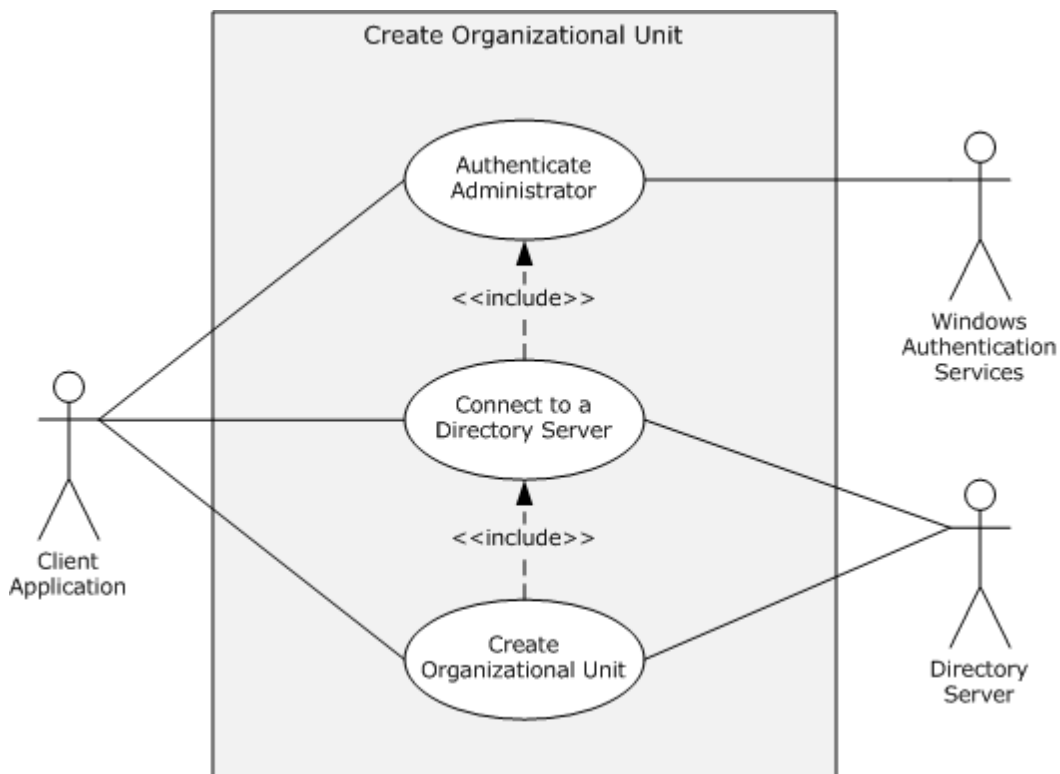 Create Organizational Unit
Authenticate
Administrator
<<include>>
Windows
Authentication
Services
Connect to a
Directory Server
<<include>>
Client
Application
Create
Organizational Unit
Directory
Server